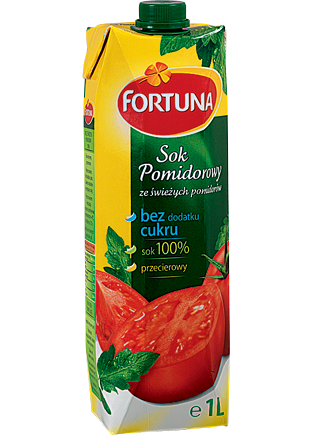 FORTUNA
Sok
Pomidorowy
ze świeżych pomidorów
bez dodatku
cukru
sok 100%
przecierowy
e 1L